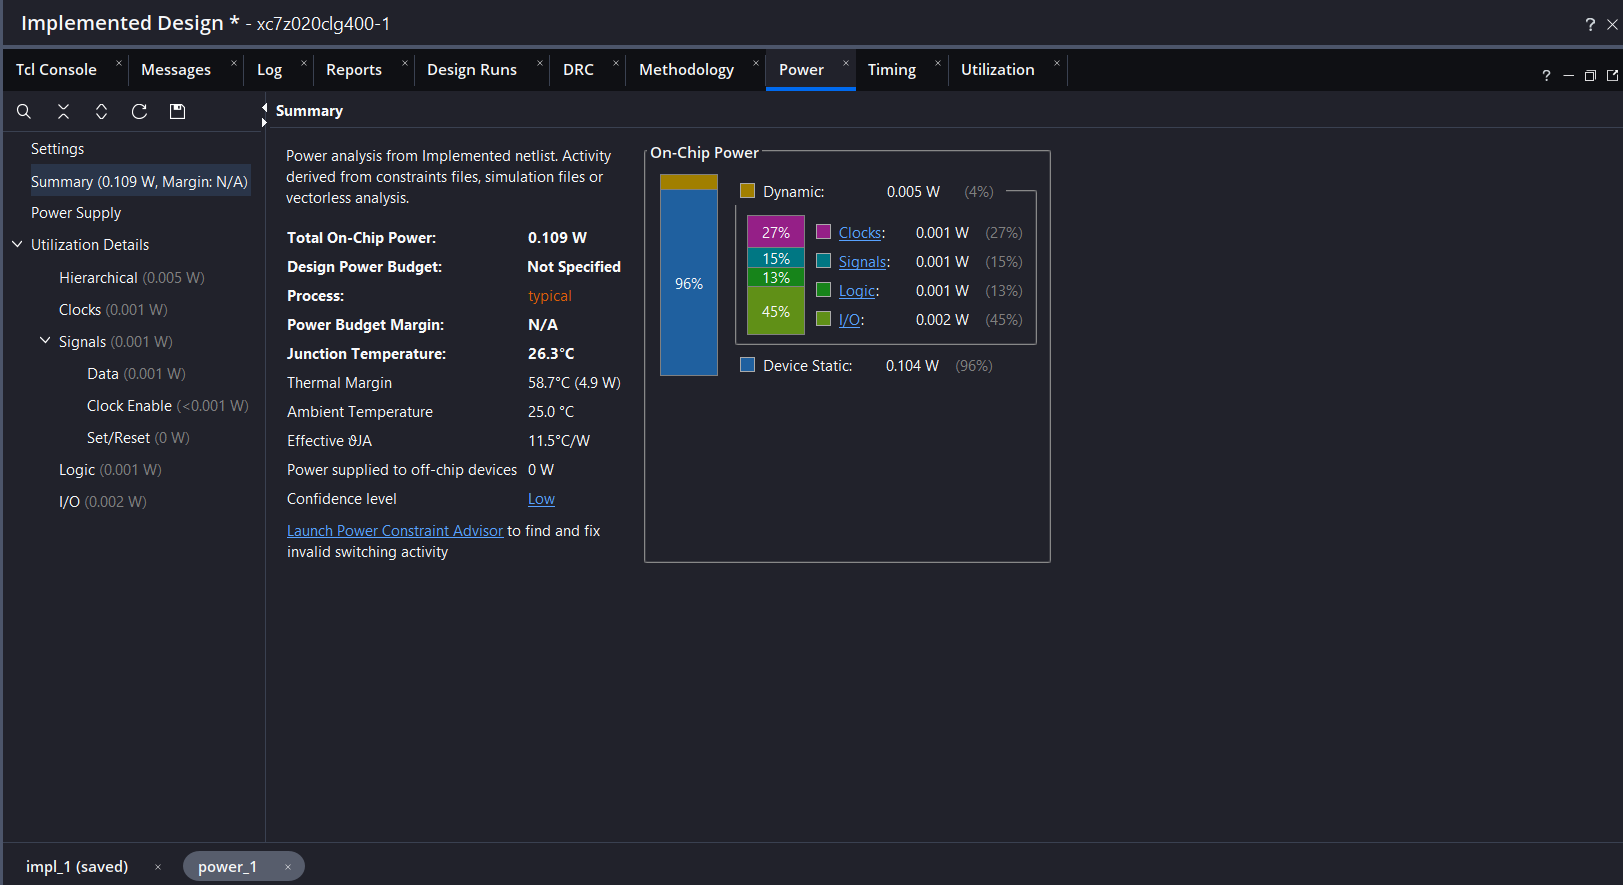 Implemented Design * - xc7z020clg400-1
? ×
Tcl Console × Messages × Log × Reports × Design Runs × DRC × Methodology × Power × Timing × Utilization ×
?
Summary
Settings
Summary (0.109 W, Margin: N/A)
Power Supply
Utilization Details
Hierarchical (0.005 W)
Clocks (0.001 W)
Signals (0.001 W)
Data (0.001 W)
Clock Enable (<0.001 W)
Set/Reset (0 W)
Logic (0.001 W)
I/O (0.002 W)
Power analysis from Implemented netlist. Activity
derived from constraints files, simulation files or
vectorless analysis.
Total On-Chip Power: 0.109 W
Design Power Budget: Not Specified
Process: typical
Power Budget Margin: N/A
Junction Temperature: 26.3°C
Thermal Margin 58.7°C (4.9 W)
Ambient Temperature 25.0 °C
Effective ϑJA 11.5°C/W
Power supplied to off-chip devices 0 W
Confidence level Low
Launch Power Constraint Advisor to find and fix
invalid switching activity
On-Chip Power
96%
Dynamic: 0.005 W (4%)
27% Clocks: 0.001 W (27%)
15% Signals: 0.001 W (15%)
13% Logic: 0.001 W (13%)
45% I/O: 0.002 W (45%)
Device Static: 0.104 W (96%)
impl_1 (saved) × power_1 ×